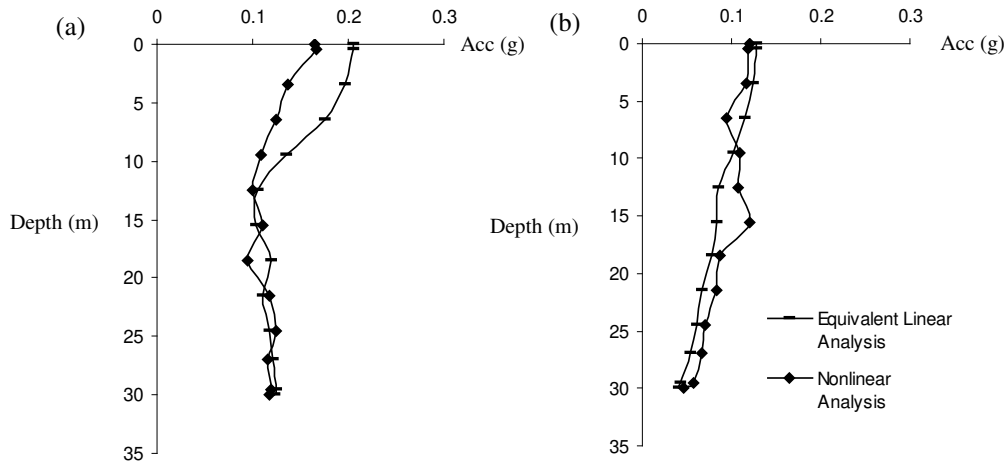 (a)
0 0.1 0.2 0.3
Acc (g)
0
5
10
15
20
25
30
35
Depth (m)
(b)
0 0.1 0.2 0.3
Acc (g)
0
5
10
15
20
25
30
35
Depth (m)
Equivalent Linear
Analysis
Nonlinear
Analysis